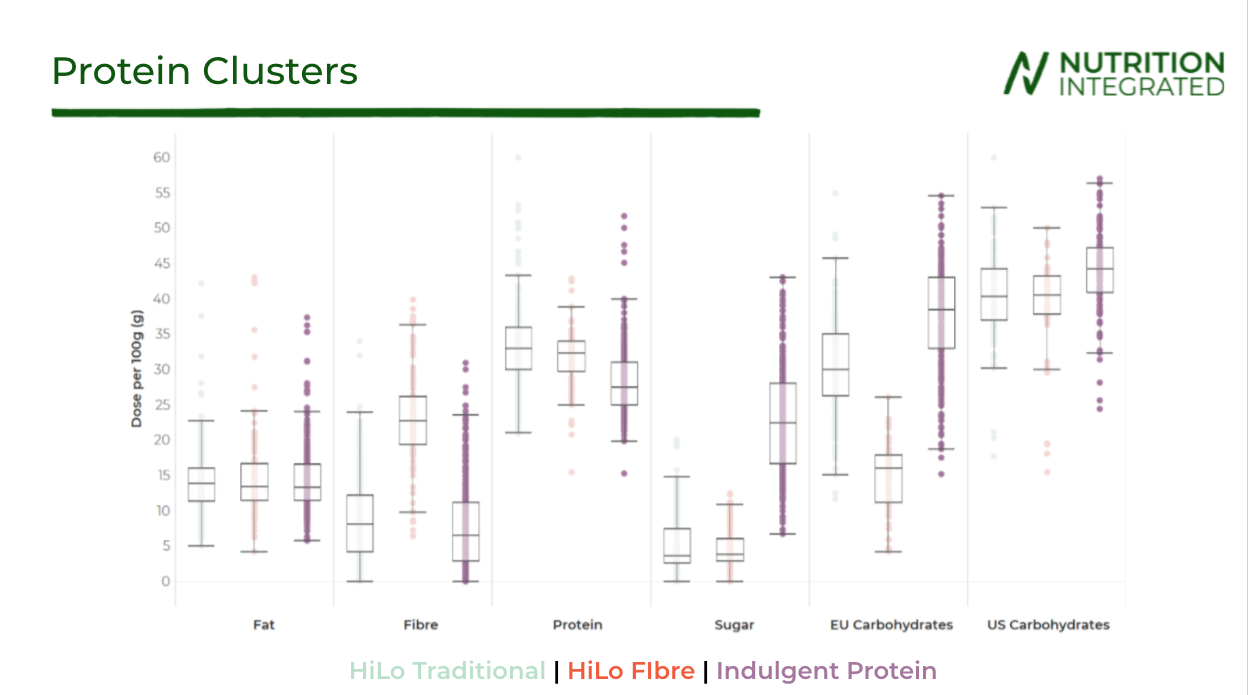 Protein Clusters
NUTRITION
INTEGRATED
Dose per 100g (g)
60
55
50
45
40
35
30
25
20
15
10
5
0
Fat
Fibre
Protein
Sugar
EU Carbohydrates
US Carbohydrates
HiLo Traditional | HiLo FIbre | Indulgent Protein